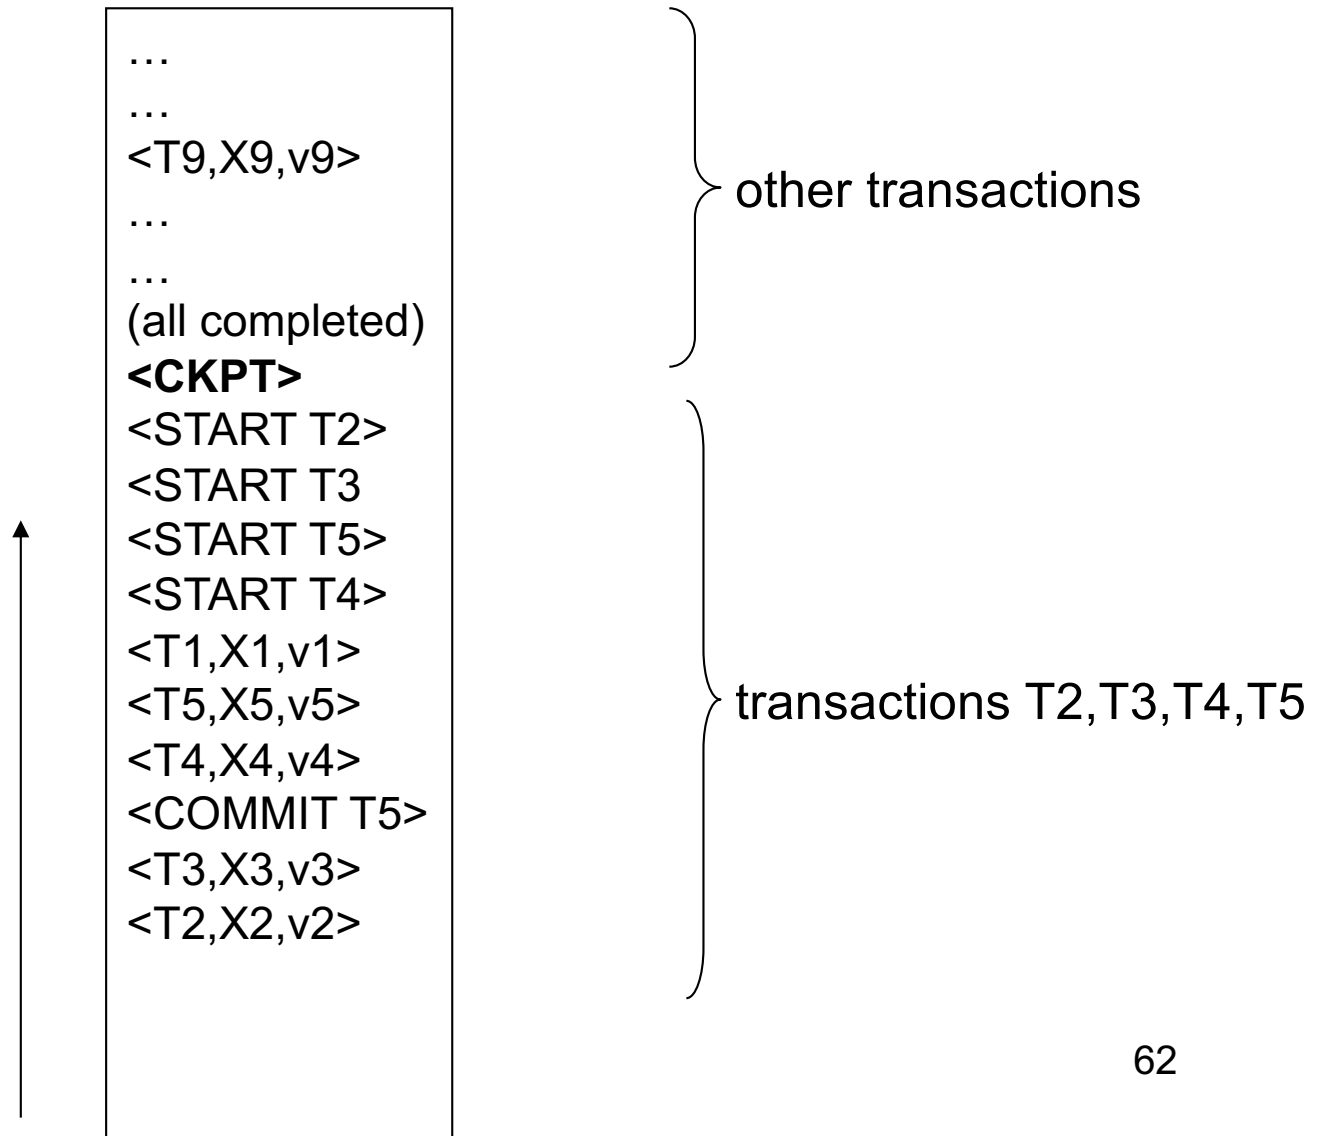 …
…
<T9,X9,v9>
…
…
(all completed)
<CKPT>
<START T2>
<START T3
<START T5>
<START T4>
<T1,X1,v1>
<T5,X5,v5>
<T4,X4,v4>
<COMMIT T5>
<T3,X3,v3>
<T2,X2,v2>
other transactions
transactions T2,T3,T4,T5
62